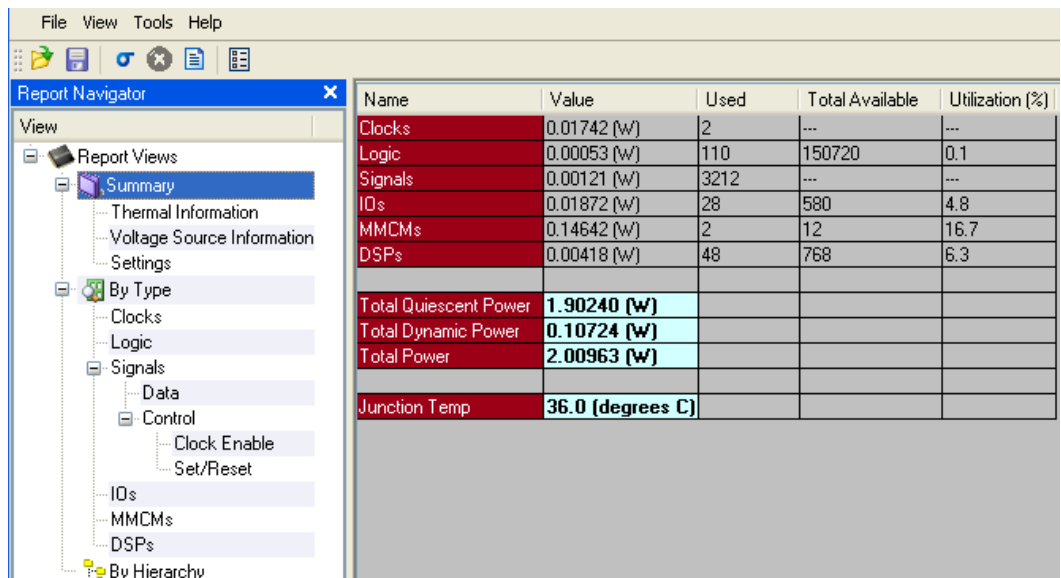 File View Tools Help
Report Navigator
View
Report Views
Summary
Thermal Information
Voltage Source Information
Settings
By Type
Clocks
Logic
Signals
Data
Control
Clock Enable
Set/Reset
IOs
MMCMs
DSPs
By Hierarchy
Name Value Used Total Available Utilization (%)
Clocks 0.01742 (W) 2 --- ---
Logic 0.00053 (W) 110 150720 0.1
Signals 0.00121 (W) 3212 --- ---
IOs 0.01872 (W) 28 580 4.8
MMCMs 0.14642 (W) 2 12 16.7
DSPs 0.00418 (W) 48 768 6.3
Total Quiescent Power 1.90240 (W)
Total Dynamic Power 0.10724 (W)
Total Power 2.00963 (W)
Junction Temp 36.0 (degrees C)